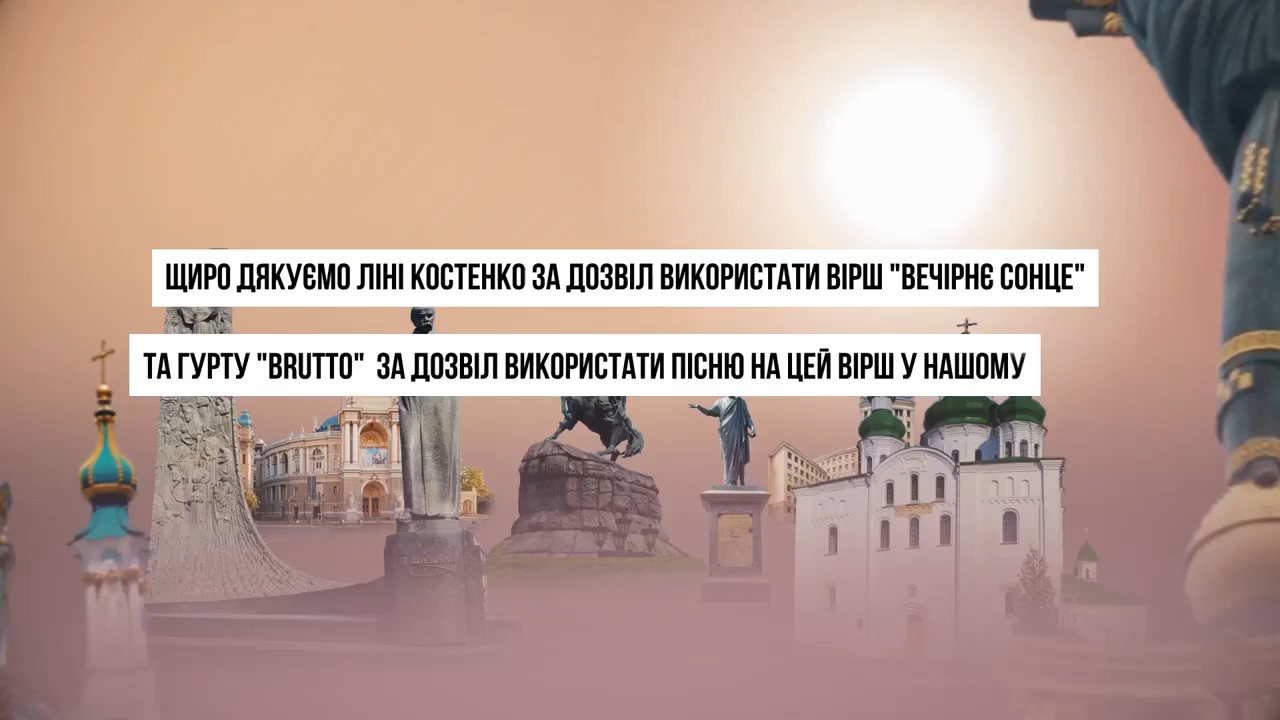 ЩИРО ДЯКУЄМО ЛІНІ КОСТЕНКО ЗА ДОЗВІЛ ВИКОРИСТАТИ ВІРШ "ВЕЧІРНЄ СОНЦЕ"
ТА ГУРТУ "BRUTTO" ЗА ДОЗВІЛ ВИКОРИСТАТИ ПІСНЮ НА ЦЕЙ ВІРШ У НАШОМУ